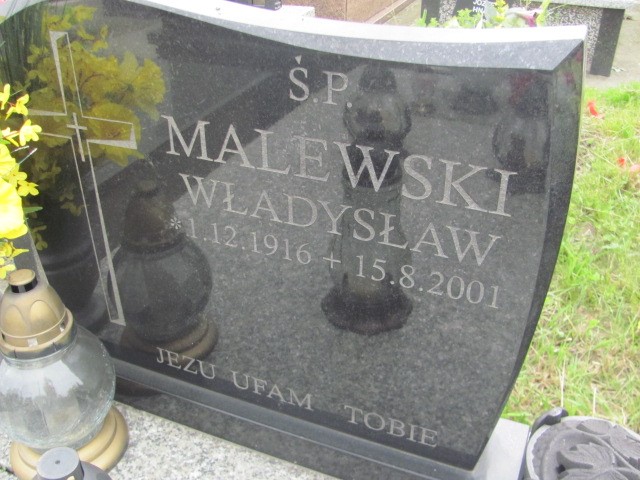 Ś.P.
MALEWSKI
WŁADYSŁAW
*1.12.1916 + 15.8.2001
JEZU UFAM TOBIE